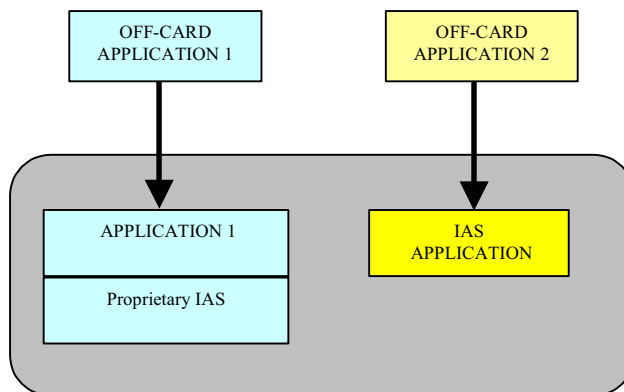 OFF-CARD
APPLICATION 1
OFF-CARD
APPLICATION 2
APPLICATION 1
Proprietary IAS
IAS
APPLICATION